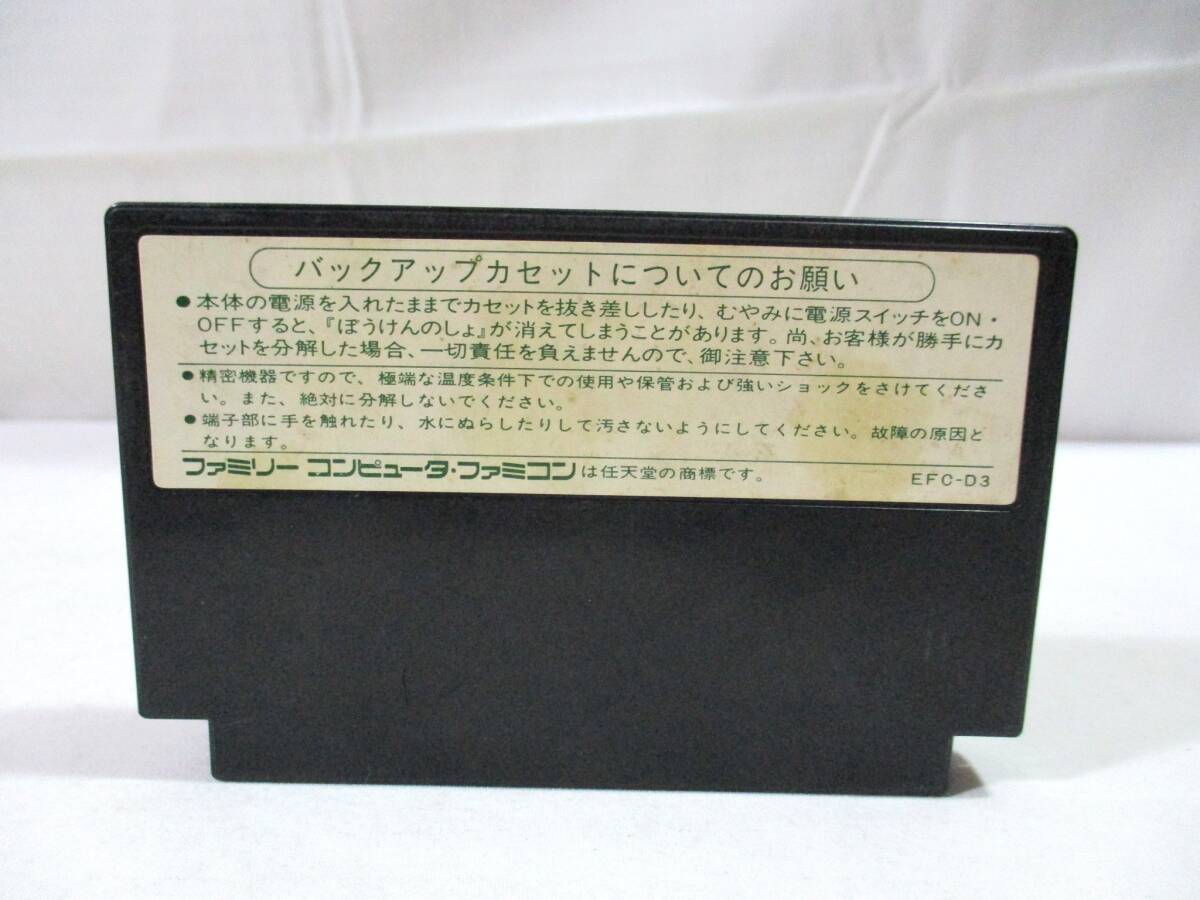 バックアップカセットについてのお願い
●本体の電源を入れたままでカセットを抜き差ししたり、むやみに電源スイッチをON・
OFFすると、『ぼうけんのしょ』が消えてしまうことがあります。尚、お客様が勝手にカ
セットを分解した場合、一切責任を負えませんので、御注意下さい。
●精密機器ですので、極端な温度条件下での使用や保管および強いショックをさけてくださ
い。また、絶対に分解しないでください。
●端子部に手を触れたり、水にぬらしたりして汚さないようにしてください。故障の原因と
なります。
ファミリー コンピュータ・ファミコンは任天堂の商標です。 EFC-D3